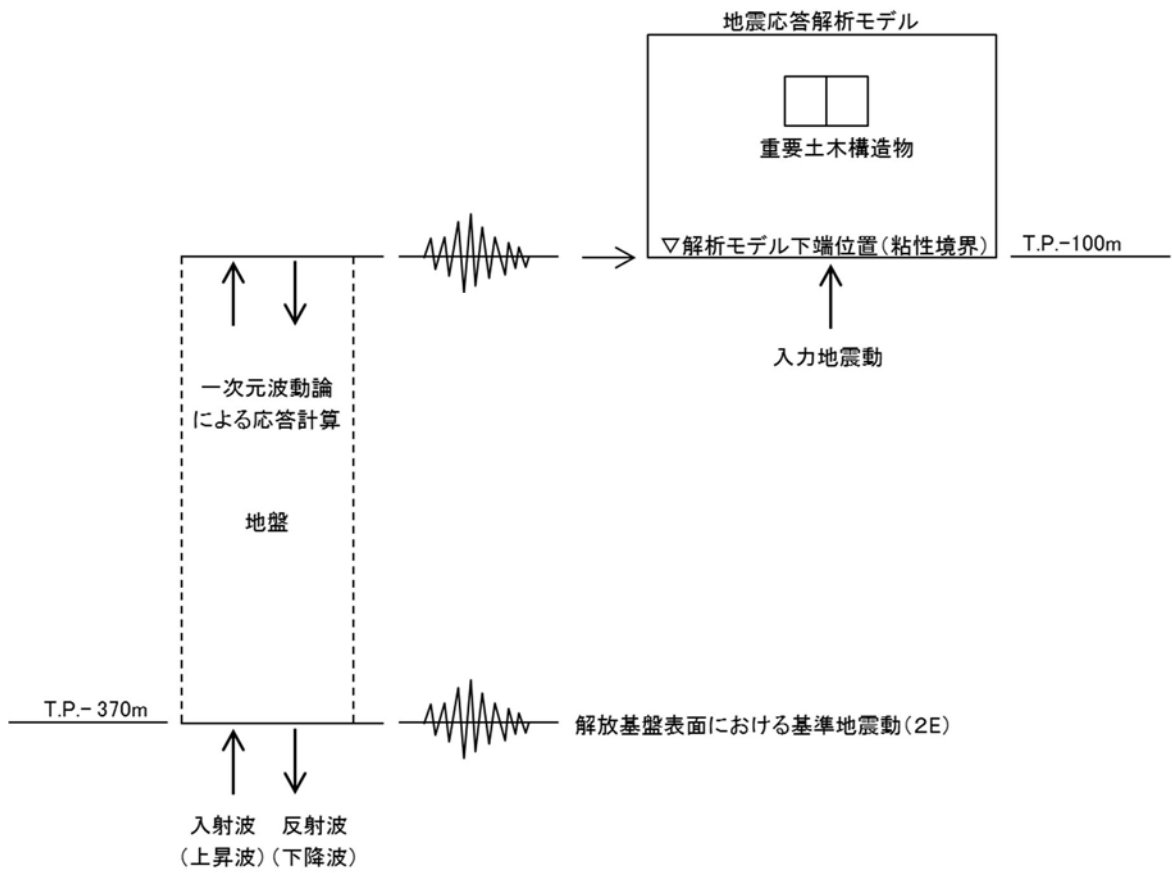 地震応答解析モデル
重要土木構造物
▽解析モデル下端位置(粘性境界)
T.P.-100m
入力地震動
一次元波動論
による応答計算
地盤
T.P.- 370m
解放基盤表面における基準地震動(2E)
入射波 反射波
(上昇波)(下降波)